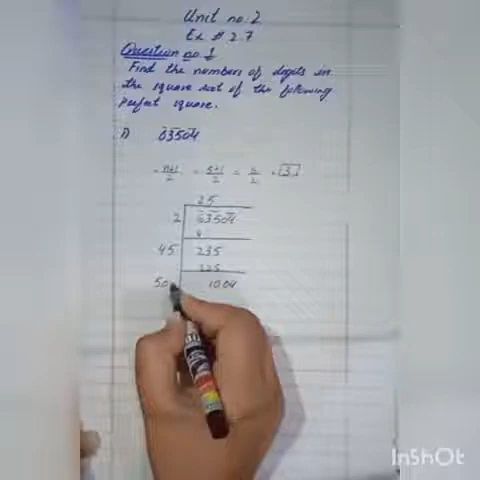 Unit no. 2
Ex # 2.7
Question no. 1
Find the numbers of digits in
the square root of the following
perfect square.
1) 63504
= n+1/2 = 5+1/2 = 6/2 = 3
25
2 63504
4
45 235
225
50 1004
InShOt